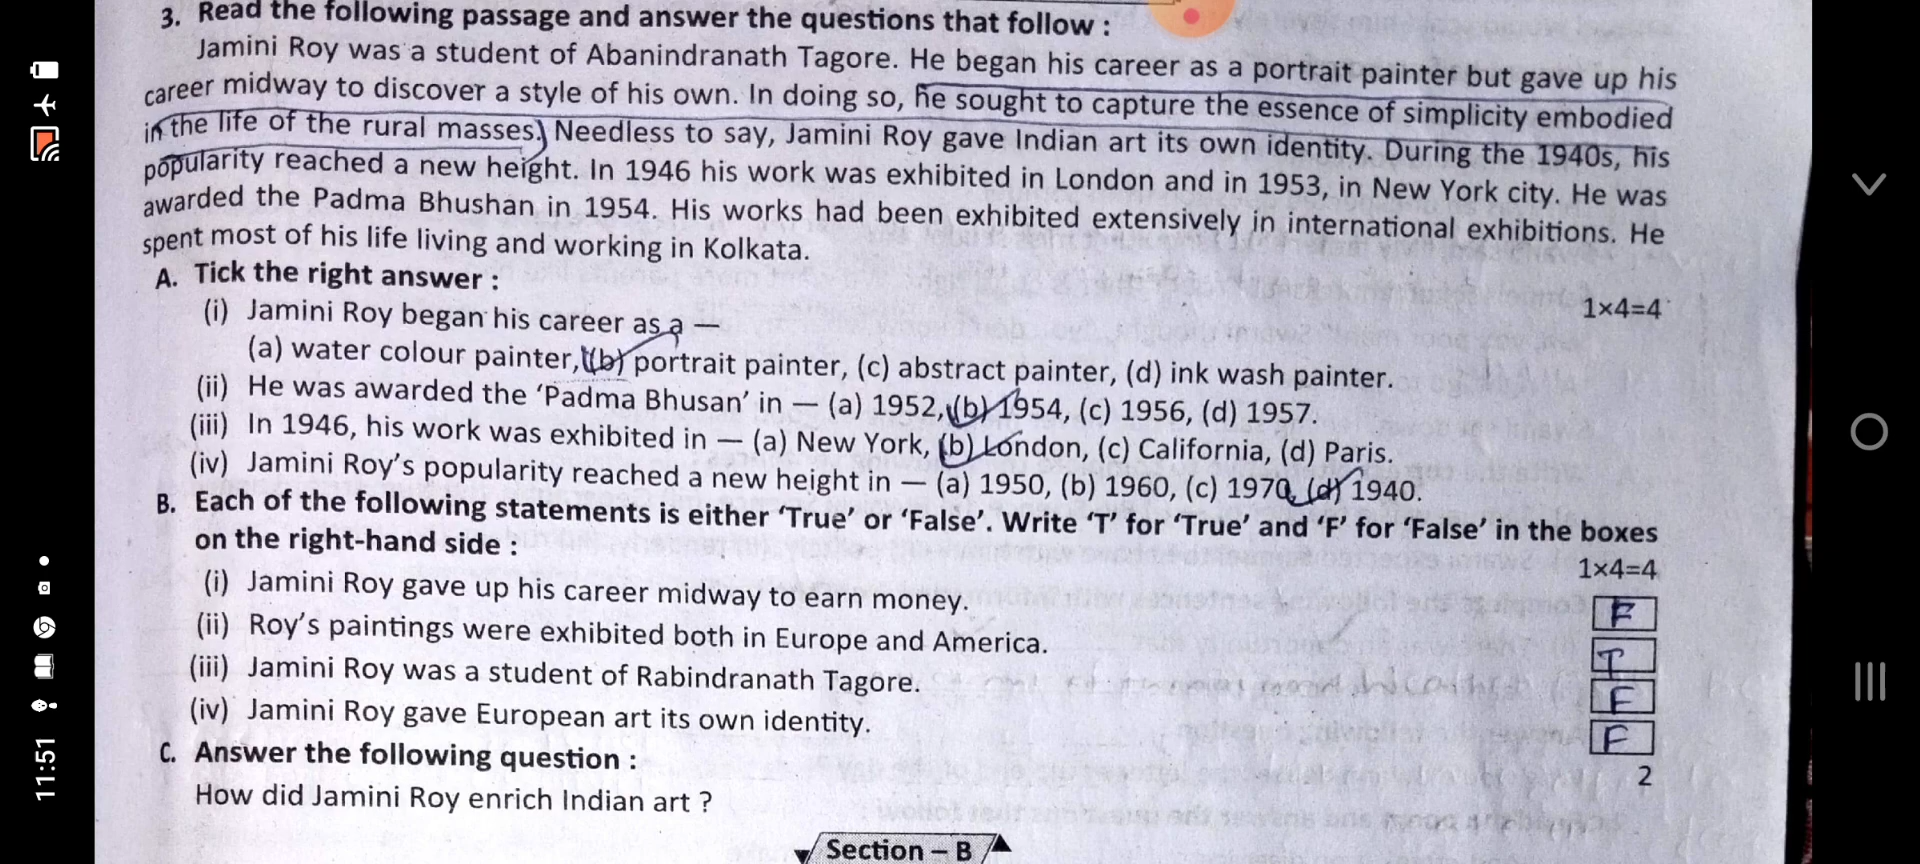 3. Read the following passage and answer the questions that follow :
Jamini Roy was a student of Abanindranath Tagore. He began his career as a portrait painter but gave up his
career midway to discover a style of his own. In doing so, he sought to capture the essence of simplicity embodied
in the life of the rural masses. Needless to say, Jamini Roy gave Indian art its own identity. During the 1940s, his
popularity reached a new height. In 1946 his work was exhibited in London and in 1953, in New York city. He was
awarded the Padma Bhushan in 1954. His works had been exhibited extensively in international exhibitions. He
spent most of his life living and working in Kolkata.
A. Tick the right answer :
1×4=4
(i) Jamini Roy began his career as a —
(a) water colour painter, (b) portrait painter, (c) abstract painter, (d) ink wash painter.
(ii) He was awarded the ‘Padma Bhusan’ in — (a) 1952, (b) 1954, (c) 1956, (d) 1957.
(iii) In 1946, his work was exhibited in — (a) New York, (b) London, (c) California, (d) Paris.
(iv) Jamini Roy’s popularity reached a new height in — (a) 1950, (b) 1960, (c) 1970, (d) 1940.
B. Each of the following statements is either ‘True’ or ‘False’. Write ‘T’ for ‘True’ and ‘F’ for ‘False’ in the boxes
on the right-hand side :
1×4=4
(i) Jamini Roy gave up his career midway to earn money. F
(ii) Roy’s paintings were exhibited both in Europe and America. T
(iii) Jamini Roy was a student of Rabindranath Tagore. F
(iv) Jamini Roy gave European art its own identity. F
C. Answer the following question :
2
How did Jamini Roy enrich Indian art ?
Section – B
11:51